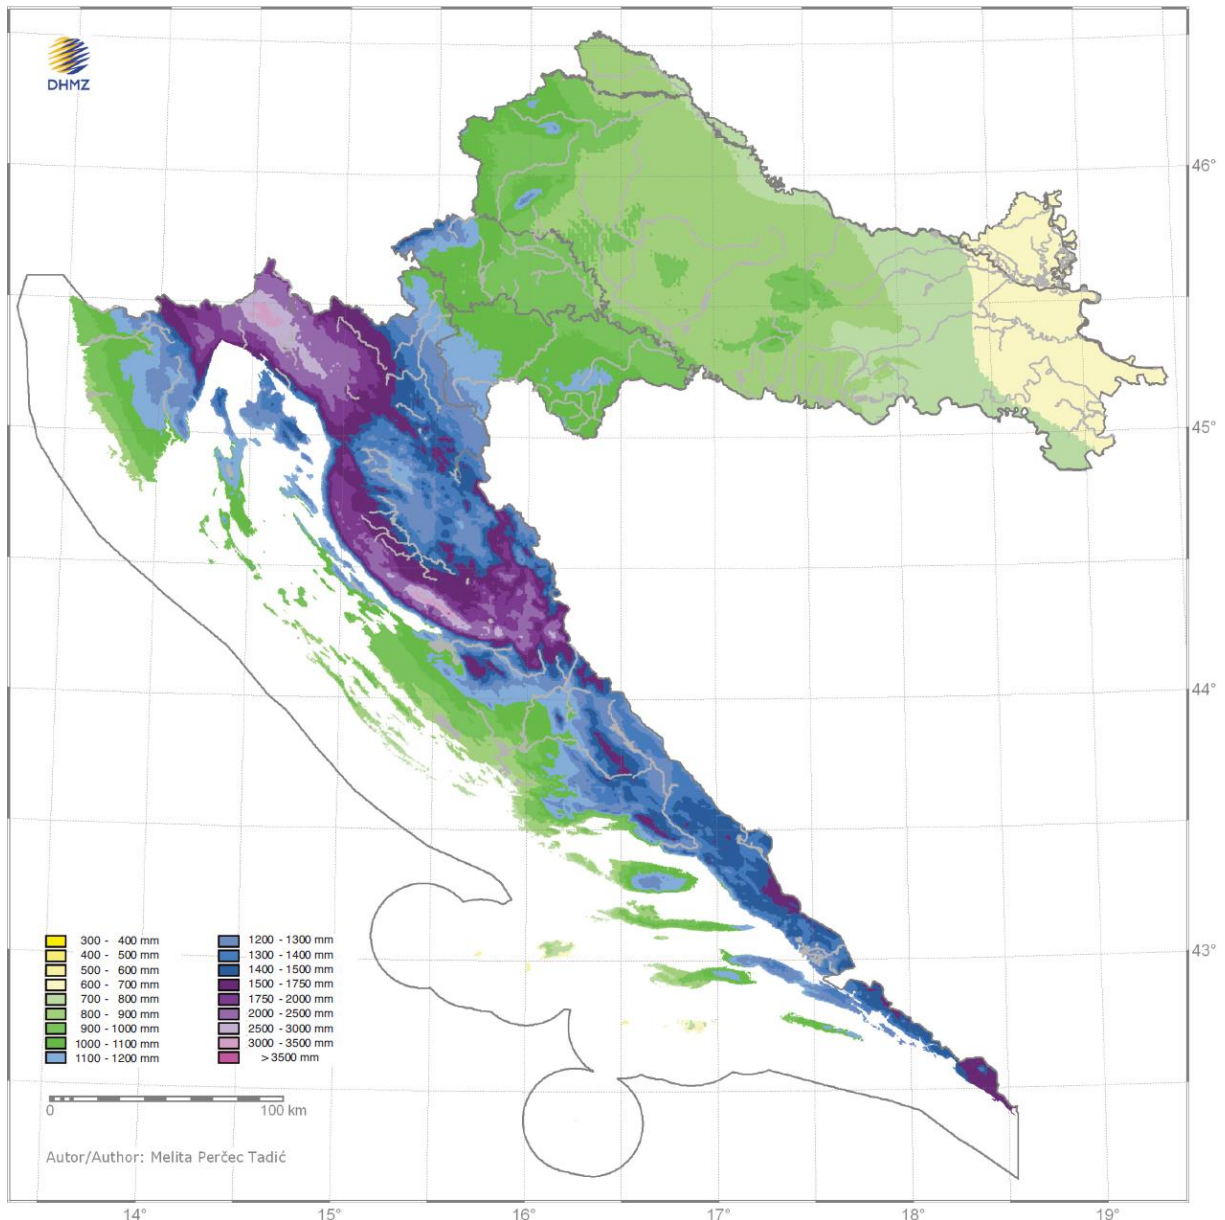 DHMZ
46°
45°
44°
43°
300 - 400 mm
400 - 500 mm
500 - 600 mm
600 - 700 mm
700 - 800 mm
800 - 900 mm
900 - 1000 mm
1000 - 1100 mm
1100 - 1200 mm
1200 - 1300 mm
1300 - 1400 mm
1400 - 1500 mm
1500 - 1750 mm
1750 - 2000 mm
2000 - 2500 mm
2500 - 3000 mm
3000 - 3500 mm
>3500 mm
0 100 km
Autor/Author: Melita Perčec Tadić
14° 15° 16° 17° 18° 19°